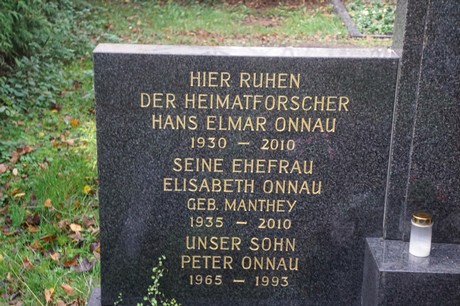 HIER RUHEN
DER HEIMATFORSCHER
HANS ELMAR ONNAU
1930 – 2010
SEINE EHEFRAU
ELISABETH ONNAU
GEB. MANTHEY
1935 – 2010
UNSER SOHN
PETER ONNAU
1965 – 1993